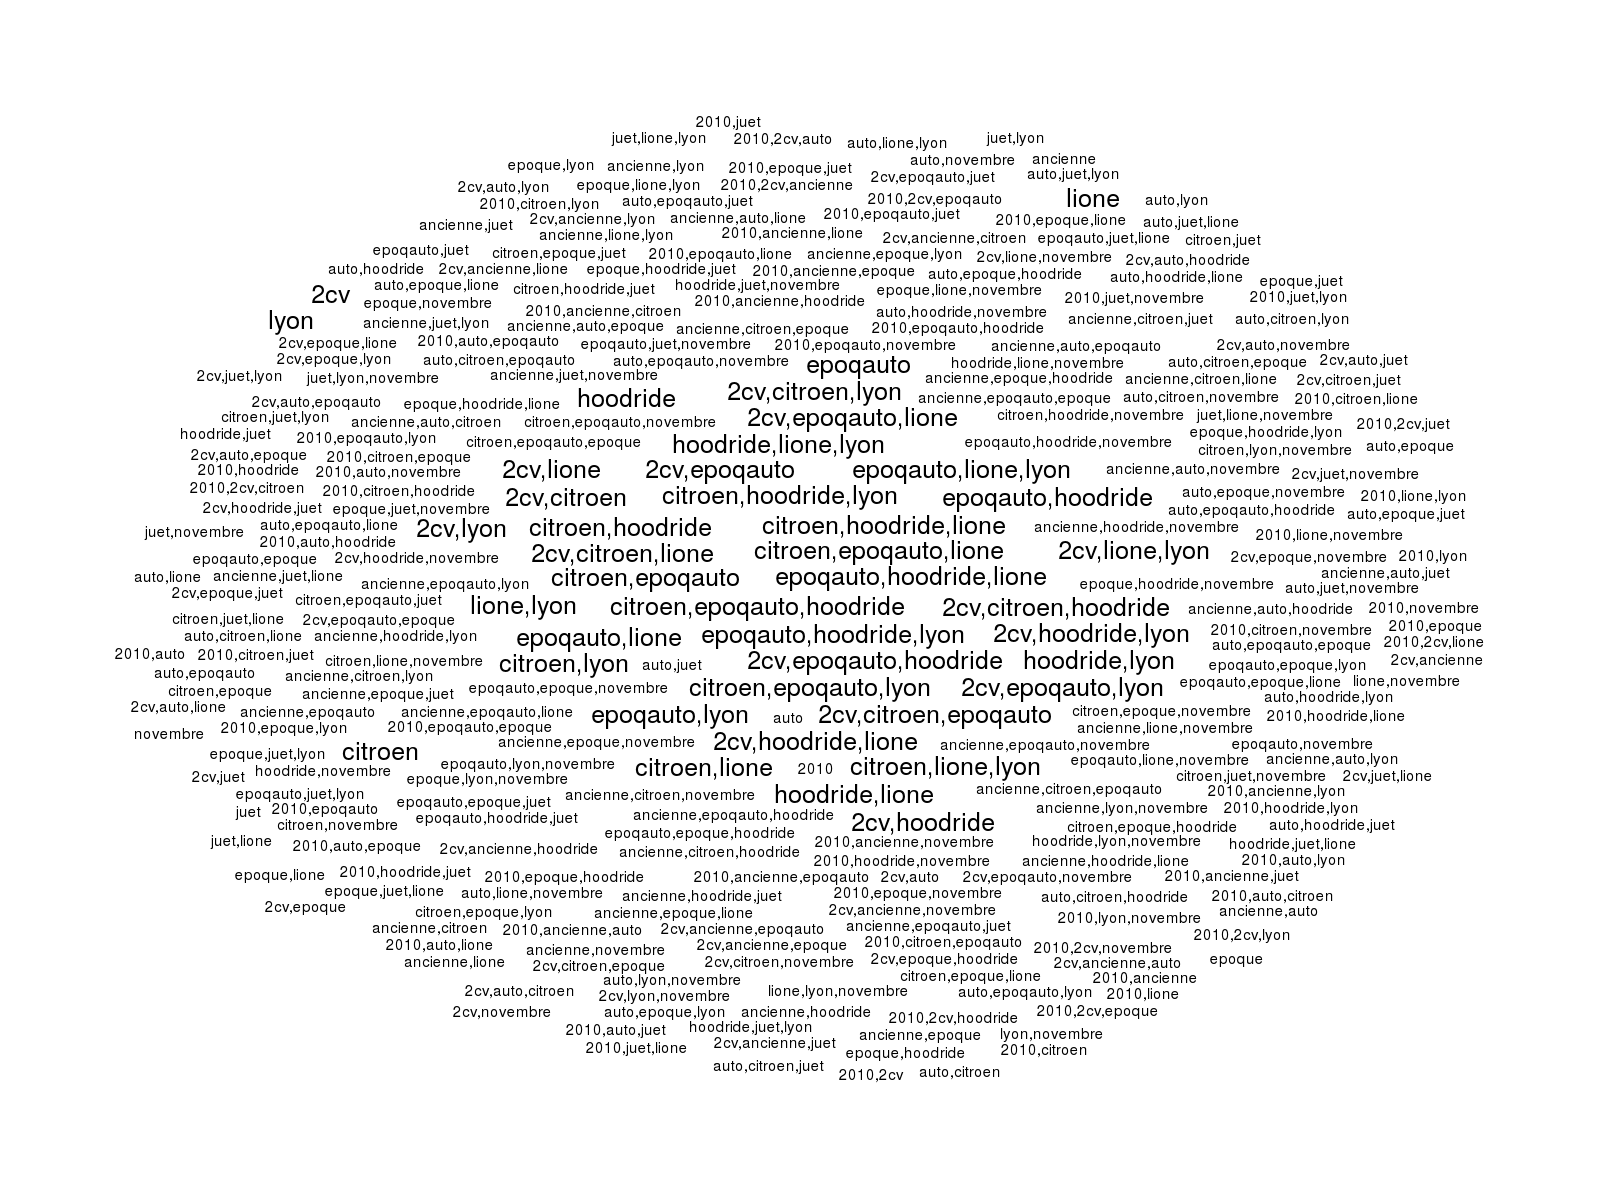 2010,juet
juet,lione,lyon 2010,2cv,auto auto,lione,lyon juet,lyon
epoque,lyon ancienne,lyon 2010,epoque,juet auto,novembre ancienne
2cv,auto,lyon epoque,lione,lyon 2010,2cv,ancienne 2cv,epoqauto,juet auto,juet,lyon
2010,citroen,lyon auto,epoqauto,juet 2010,2cv,epoqauto lione auto,lyon
ancienne,juet 2cv,ancienne,lyon ancienne,auto,lione 2010,epoqauto,juet 2010,epoque,lione auto,juet,lione
ancienne,lione,lyon 2010,ancienne,lione 2cv,ancienne,citroen epoqauto,juet,lione citroen,juet
epoqauto,juet citroen,epoque,juet 2010,epoqauto,lione ancienne,epoque,lyon 2cv,lione,novembre 2cv,auto,hoodride
auto,hoodride 2cv,ancienne,lione epoque,hoodride,juet 2010,ancienne,epoque auto,epoque,hoodride auto,hoodride,lione epoque,juet
2cv auto,epoque,lione citroen,hoodride,juet hoodride,juet,novembre epoque,lione,novembre 2010,juet,novembre 2010,juet,lyon
epoque,novembre 2010,ancienne,hoodride
lyon ancienne,juet,lyon 2010,ancienne,citroen auto,hoodride,novembre ancienne,citroen,juet auto,citroen,lyon
ancienne,auto,epoque ancienne,citroen,epoque 2010,epoqauto,hoodride
2cv,epoque,lione 2010,auto,epoqauto epoqauto,juet,novembre 2010,epoqauto,novembre ancienne,auto,epoqauto 2cv,auto,novembre
2cv,epoque,lyon auto,citroen,epoqauto auto,epoqauto,novembre epoqauto hoodride,lione,novembre auto,citroen,epoque 2cv,auto,juet
2cv,juet,lyon juet,lyon,novembre ancienne,juet,novembre ancienne,epoque,hoodride ancienne,citroen,lione 2cv,citroen,juet
2cv,auto,epoqauto epoque,hoodride,lione hoodride 2cv,citroen,lyon ancienne,epoqauto,epoque auto,citroen,novembre 2010,citroen,lione
citroen,juet,lyon ancienne,auto,citroen citroen,epoqauto,novembre 2cv,epoqauto,lione citroen,hoodride,novembre juet,lione,novembre 2010,2cv,juet
hoodride,juet 2010,epoqauto,lyon citroen,epoqauto,epoque hoodride,lione,lyon epoqauto,hoodride,novembre epoque,hoodride,lyon auto,epoque
2cv,auto,epoque 2010,citroen,epoque citroen,lyon,novembre
2010,hoodride 2010,auto,novembre 2cv,lione 2cv,epoqauto epoqauto,lione,lyon ancienne,auto,novembre 2cv,juet,novembre
2010,2cv,citroen 2010,citroen,hoodride 2cv,citroen citroen,hoodride,lyon epoqauto,hoodride auto,epoque,novembre 2010,lione,lyon
2cv,hoodride,juet epoque,juet,novembre auto,epoqauto,hoodride auto,epoque,juet
juet,novembre auto,epoqauto,lione 2cv,lyon citroen,hoodride citroen,hoodride,lione ancienne,hoodride,novembre 2010,lione,novembre
2010,auto,hoodride
epoqauto,epoque 2cv,hoodride,novembre 2cv,citroen,lione citroen,epoqauto,lione 2cv,lione,lyon 2cv,epoque,novembre 2010,lyon
auto,lione ancienne,juet,lione ancienne,epoqauto,lyon citroen,epoqauto epoqauto,hoodride,lione epoque,hoodride,novembre ancienne,auto,juet
2cv,epoque,juet citroen,epoqauto,juet auto,juet,novembre
lione,lyon citroen,epoqauto,hoodride 2cv,citroen,hoodride ancienne,auto,hoodride 2010,novembre
citroen,juet,lione 2cv,epoqauto,epoque
auto,citroen,lione ancienne,hoodride,lyon epoqauto,lione epoqauto,hoodride,lyon 2cv,hoodride,lyon 2010,citroen,novembre 2010,epoque
2010,auto 2010,citroen,juet citroen,lione,novembre citroen,lyon auto,juet 2cv,epoqauto,hoodride hoodride,lyon auto,epoqauto,epoque 2010,2cv,lione
epoqauto,epoque,lyon 2cv,ancienne
auto,epoqauto ancienne,citroen,lyon
citroen,epoque ancienne,epoque,juet epoqauto,epoque,novembre citroen,epoqauto,lyon 2cv,epoqauto,lyon epoqauto,epoque,lione lione,novembre
2cv,auto,lione ancienne,epoqauto ancienne,epoqauto,lione epoqauto,lyon auto 2cv,citroen,epoqauto citroen,epoque,novembre auto,hoodride,lyon
novembre 2010,epoque,lyon 2010,epoqauto,epoque ancienne,lione,novembre 2010,hoodride,lione
epoque,juet,lyon citroen ancienne,epoque,novembre 2cv,hoodride,lione ancienne,epoqauto,novembre epoqauto,novembre
2cv,juet hoodride,novembre epoqauto,lyon,novembre citroen,lione 2010 citroen,lione,lyon epoqauto,lione,novembre ancienne,auto,lyon
epoque,lyon,novembre citroen,juet,novembre 2cv,juet,lione
epoqauto,juet,lyon ancienne,citroen,novembre hoodride,lione ancienne,citroen,epoqauto 2010,ancienne,lyon
juet 2010,epoqauto epoqauto,epoque,juet ancienne,lyon,novembre 2010,hoodride,lyon
citroen,novembre epoqauto,hoodride,juet ancienne,epoqauto,hoodride 2cv,hoodride citroen,epoque,hoodride auto,hoodride,juet
epoqauto,epoque,hoodride
juet,lione 2010,auto,epoque 2cv,ancienne,hoodride ancienne,citroen,hoodride 2010,ancienne,novembre hoodride,lyon,novembre hoodride,juet,lione
2010,hoodride,novembre ancienne,hoodride,lione 2010,auto,lyon
epoque,lione 2010,hoodride,juet 2010,epoque,hoodride 2010,ancienne,epoqauto 2cv,auto 2cv,epoqauto,novembre 2010,ancienne,juet
epoque,juet,lione auto,lione,novembre ancienne,hoodride,juet 2010,epoque,novembre auto,citroen,hoodride 2010,auto,citroen
2cv,epoque citroen,epoque,lyon ancienne,epoque,lione 2cv,ancienne,novembre 2010,lyon,novembre ancienne,auto
ancienne,citroen 2010,ancienne,auto 2cv,ancienne,epoqauto ancienne,epoqauto,juet 2010,2cv,lyon
2010,auto,lione ancienne,novembre 2cv,ancienne,epoque 2010,citroen,epoqauto 2010,2cv,novembre
ancienne,lione 2cv,citroen,epoque 2cv,citroen,novembre 2cv,epoque,hoodride 2cv,ancienne,auto epoque
auto,lyon,novembre citroen,epoque,lione 2010,ancienne
2cv,auto,citroen 2cv,lyon,novembre lione,lyon,novembre auto,epoqauto,lyon 2010,lione
2cv,novembre auto,epoque,lyon ancienne,hoodride 2010,2cv,hoodride 2010,2cv,epoque
2010,auto,juet hoodride,juet,lyon ancienne,epoque lyon,novembre
2010,juet,lione 2cv,ancienne,juet epoque,hoodride 2010,citroen
auto,citroen,juet 2010,2cv auto,citroen